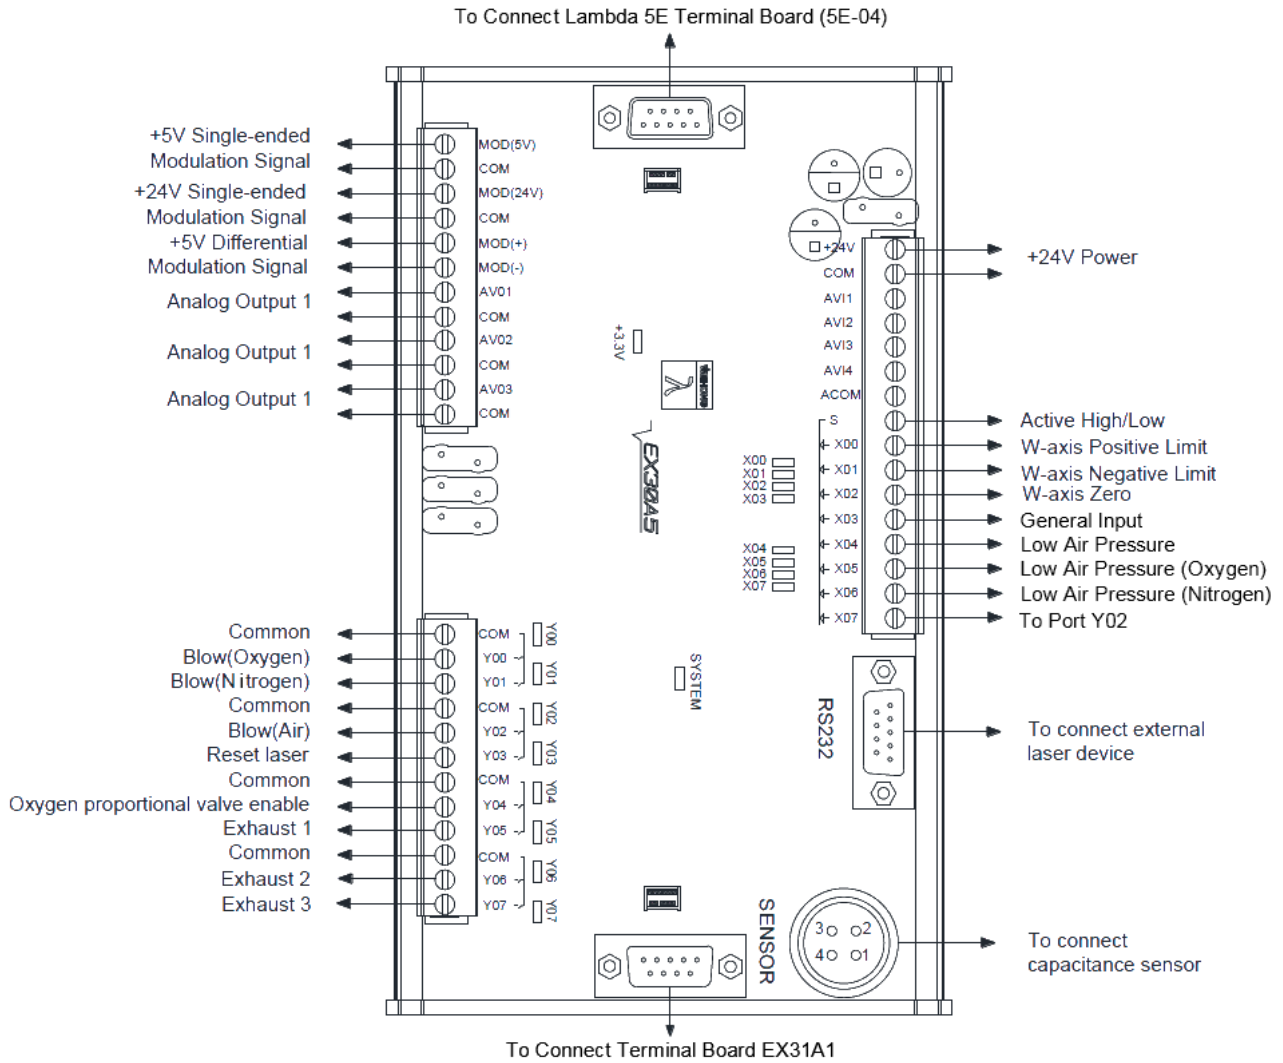 To Connect Lambda 5E Terminal Board (5E-04)
+5V Single-ended
Modulation Signal
+24V Single-ended
Modulation Signal
+5V Differential
Modulation Signal
Analog Output 1
Analog Output 1
Analog Output 1
MOD(5V)
COM
MOD(24V)
COM
MOD(+)
MOD(-)
AV01
COM
AV02
COM
AV03
COM
+3.3V
EX30A5
+24V
COM
AVI1
AVI2
AVI3
AVI4
ACOM
S
X00
X01
X02
X03
X04
X05
X06
X07
X00
X01
X02
X03
X04
X05
X06
X07
+24V Power
Active High/Low
W-axis Positive Limit
W-axis Negative Limit
W-axis Zero
General Input
Low Air Pressure
Low Air Pressure (Oxygen)
Low Air Pressure (Nitrogen)
To Port Y02
Common
Blow(Oxygen)
Blow(Nitrogen)
Common
Blow(Air)
Reset laser
Common
Oxygen proportional valve enable
Exhaust 1
Common
Exhaust 2
Exhaust 3
COM
Y00
Y01
COM
Y02
Y03
COM
Y04
Y05
COM
Y06
Y07
Y00
Y01
Y02
Y03
Y04
Y05
Y06
Y07
SYSTEM
RS232
To connect external
laser device
SENSOR
3 2
4 1
To connect
capacitance sensor
To Connect Terminal Board EX31A1